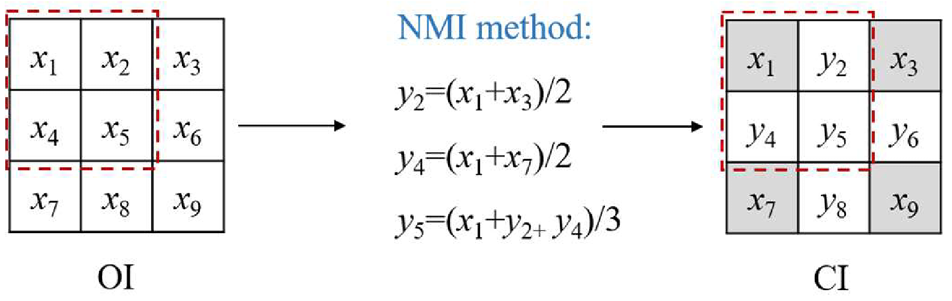 x₁ x₂ x₃
x₄ x₅ x₆
x₇ x₈ x₉
OI
NMI method:
y₂=(x₁+x₃)/2
y₄=(x₁+x₇)/2
y₅=(x₁+y₂₊ y₄)/3
x₁ y₂ x₃
y₄ y₅ y₆
x₇ y₈ x₉
CI